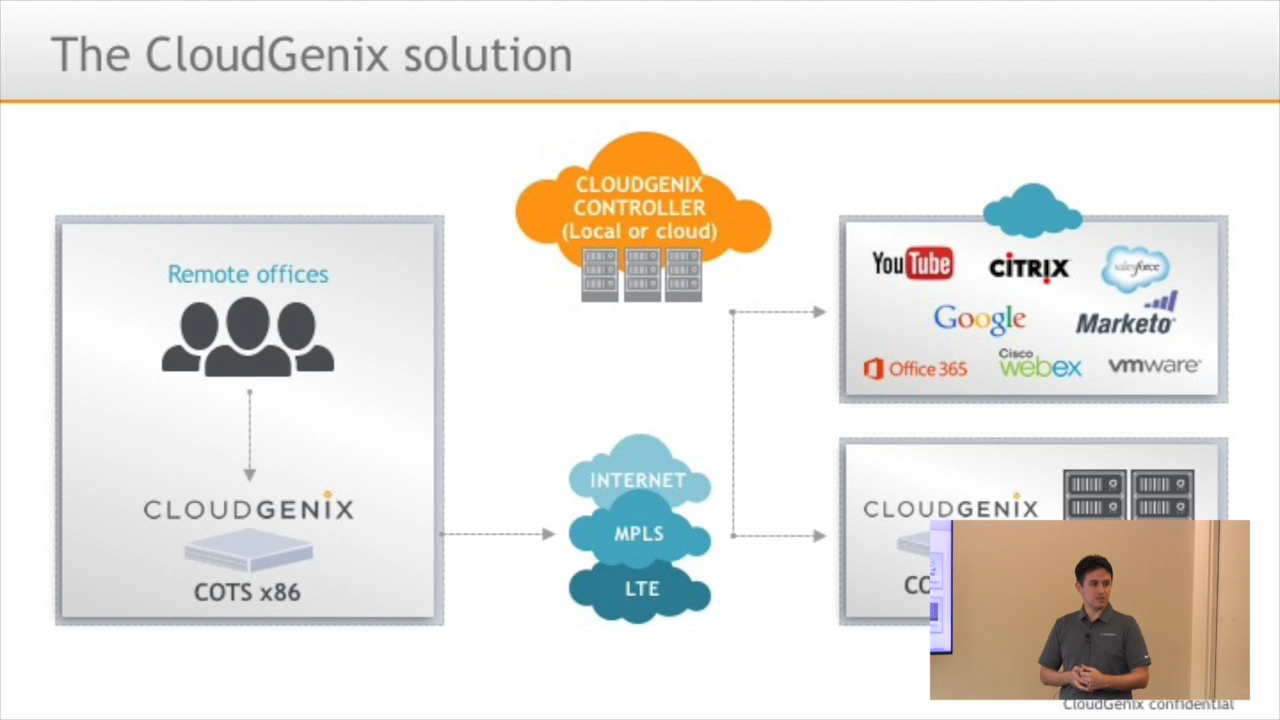 The CloudGenix solution
CLOUDGENIX
CONTROLLER
(Local or cloud)
Remote offices
CLOUDGENIX
COTS x86
INTERNET
MPLS
LTE
YouTube
CiTRIX
salesforce
Google
Marketo
Office 365
Cisco
webex
vmware
CLOUDGENIX
CO
CloudGenix confidential